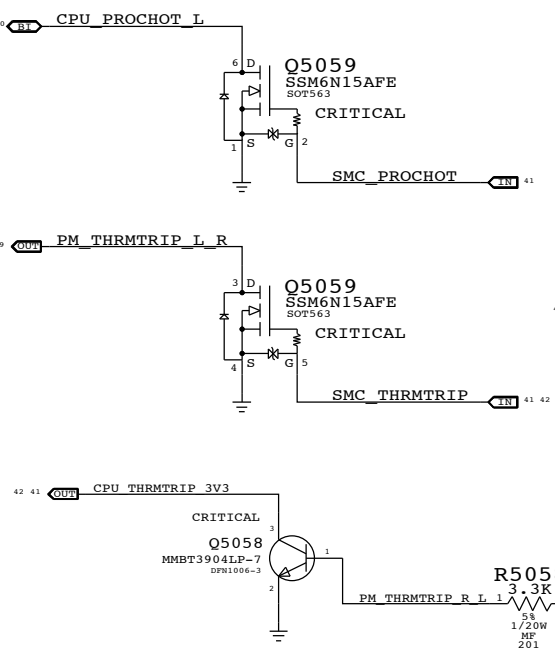 CPU_PROCHOT_L
BI
6 D
Q5059
SSM6N15AFE
SOT563
CRITICAL
1 S G 2
SMC_PROCHOT
IN 41
PM_THRMTRIP_L_R
OUT
3 D
Q5059
SSM6N15AFE
SOT563
CRITICAL
4 S G 5
SMC_THRMTRIP
IN 41 42
42 41 OUT CPU_THRMTRIP_3V3
CRITICAL
3
Q5058
MMBT3904LP-7
DFN1006-3
1
2
R505
3.3K
PM_THRMTRIP_R_L 1
5%
1/20W
MF
201